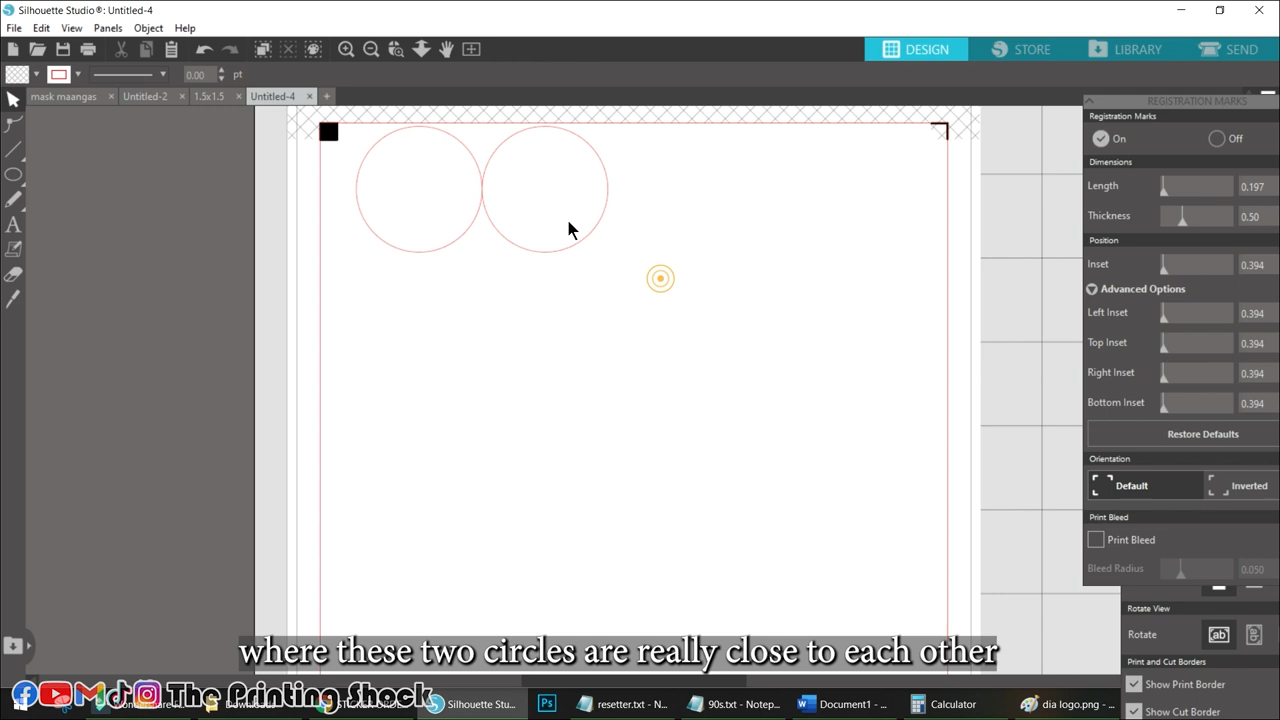 Silhouette Studio®: Untitled-4
File Edit View Panels Object Help
DESIGN STORE LIBRARY SEND
0.00 pt
mask maangas × Untitled-2 × 1.5x1.5 × Untitled-4 × +
REGISTRATION MARKS
Registration Marks
On Off
Dimensions
Length 0.197
Thickness 0.50
Position
Inset 0.394
Advanced Options
Left Inset 0.394
Top Inset 0.394
Right Inset 0.394
Bottom Inset 0.394
Restore Defaults
Orientation
Default Inverted
Print Bleed
Print Bleed
Bleed Radius 0.050
Rotate View
Rotate
Print and Cut Borders
Show Print Border
Show Cut Border
where these two circles are really close to each other
The Printing Shock
Silhouette Stu... Ps resetter.txt - N... 90s.txt - Notep... Document1 - ... Calculator dia logo.png - ...